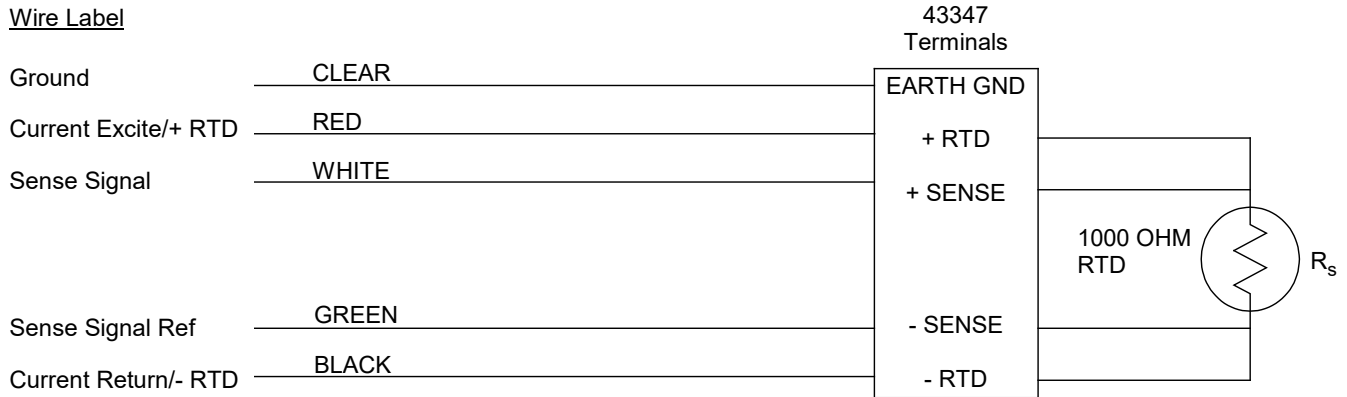 Wire Label
43347
Terminals
Ground
CLEAR
EARTH GND
Current Excite/+ RTD
RED
+ RTD
Sense Signal
WHITE
+ SENSE
1000 OHM
RTD
Rs
Sense Signal Ref
GREEN
- SENSE
Current Return/- RTD
BLACK
- RTD